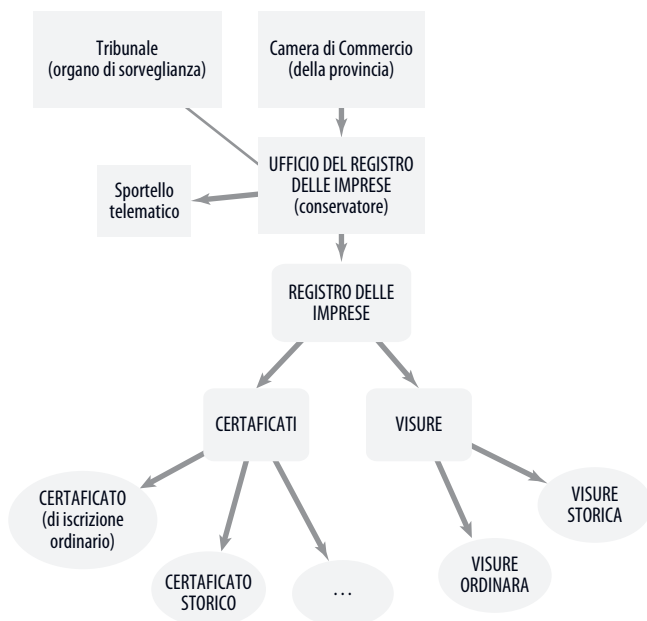 Tribunale
(organo di sorveglianza)
Camera di Commercio
(della provincia)
UFFICIO DEL REGISTRO
DELLE IMPRESE
(conservatore)
Sportello
telematico
REGISTRO DELLE
IMPRESE
CERTAFICATI
VISURE
CERTAFICATO
(di iscrizione
ordinario)
CERTAFICATO
STORICO
...
VISURE
ORDINARA
VISURE
STORICA